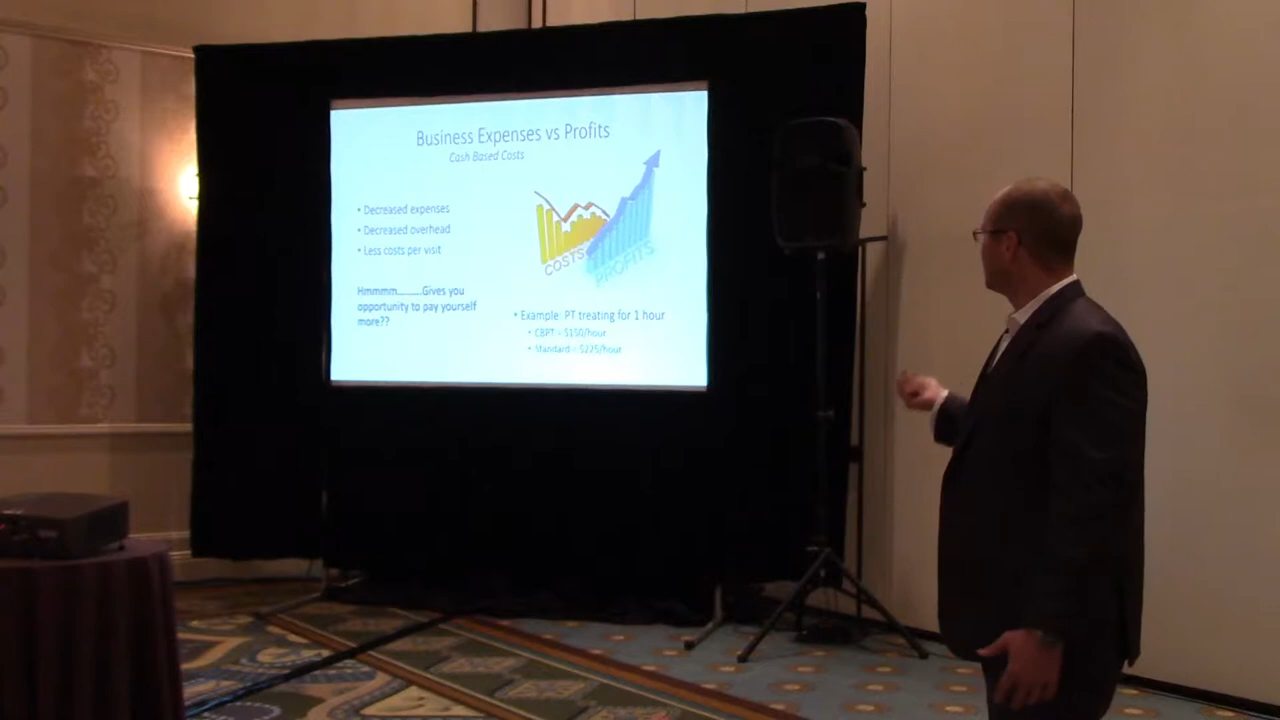 Business Expenses vs Profits
Cash Based Costs
• Decreased expenses
• Decreased overhead
• Less costs per visit
Hmmmm..........Gives you
opportunity to pay yourself
more??
COSTS
PROFITS
• Example: PT treating for 1 hour
• CBPT – $150/hour
• Standard – $225/hour